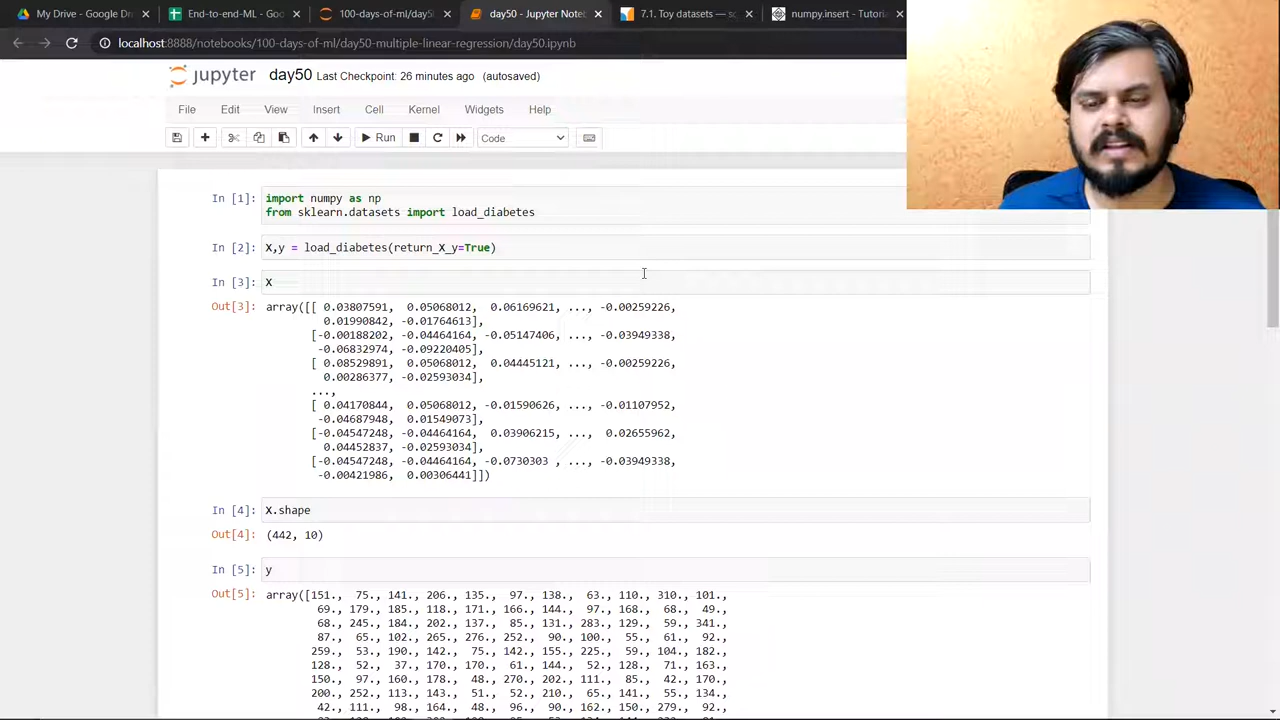 My Drive - Google Dr
End-to-end-ML - Goo
100-days-of-ml/day5
day50 - Jupyter Note
7.1. Toy datasets — sc
numpy.insert - Tutoria
localhost:8888/notebooks/100-days-of-ml/day50-multiple-linear-regression/day50.ipynb
jupyter day50 Last Checkpoint: 26 minutes ago (autosaved)
File Edit View Insert Cell Kernel Widgets Help
Run Code
In [1]: import numpy as np
from sklearn.datasets import load_diabetes
In [2]: X,y = load_diabetes(return_X_y=True)
In [3]: X
Out[3]: array([[ 0.03807591, 0.05068012, 0.06169621, ..., -0.00259226,
0.01990842, -0.01764613],
[-0.00188202, -0.04464164, -0.05147406, ..., -0.03949338,
-0.06832974, -0.09220405],
[ 0.08529891, 0.05068012, 0.04445121, ..., -0.00259226,
0.00286377, -0.02593034],
...,
[ 0.04170844, 0.05068012, -0.01590626, ..., -0.01107952,
-0.04687948, 0.01549073],
[-0.04547248, -0.04464164, 0.03906215, ..., 0.02655962,
0.04452837, -0.02593034],
[-0.04547248, -0.04464164, -0.0730303 , ..., -0.03949338,
-0.00421986, 0.00306441]])
In [4]: X.shape
Out[4]: (442, 10)
In [5]: y
Out[5]: array([151., 75., 141., 206., 135., 97., 138., 63., 110., 310., 101.,
69., 179., 185., 118., 171., 166., 144., 97., 168., 68., 49.,
68., 245., 184., 202., 137., 85., 131., 283., 129., 59., 341.,
87., 65., 102., 265., 276., 252., 90., 100., 55., 61., 92.,
259., 53., 190., 142., 75., 142., 155., 225., 59., 104., 182.,
128., 52., 37., 170., 170., 61., 144., 52., 128., 71., 163.,
150., 97., 160., 178., 48., 270., 202., 111., 85., 42., 170.,
200., 252., 113., 143., 51., 52., 210., 65., 141., 55., 134.,
42., 111., 98., 164., 48., 96., 90., 162., 150., 279., 92.,